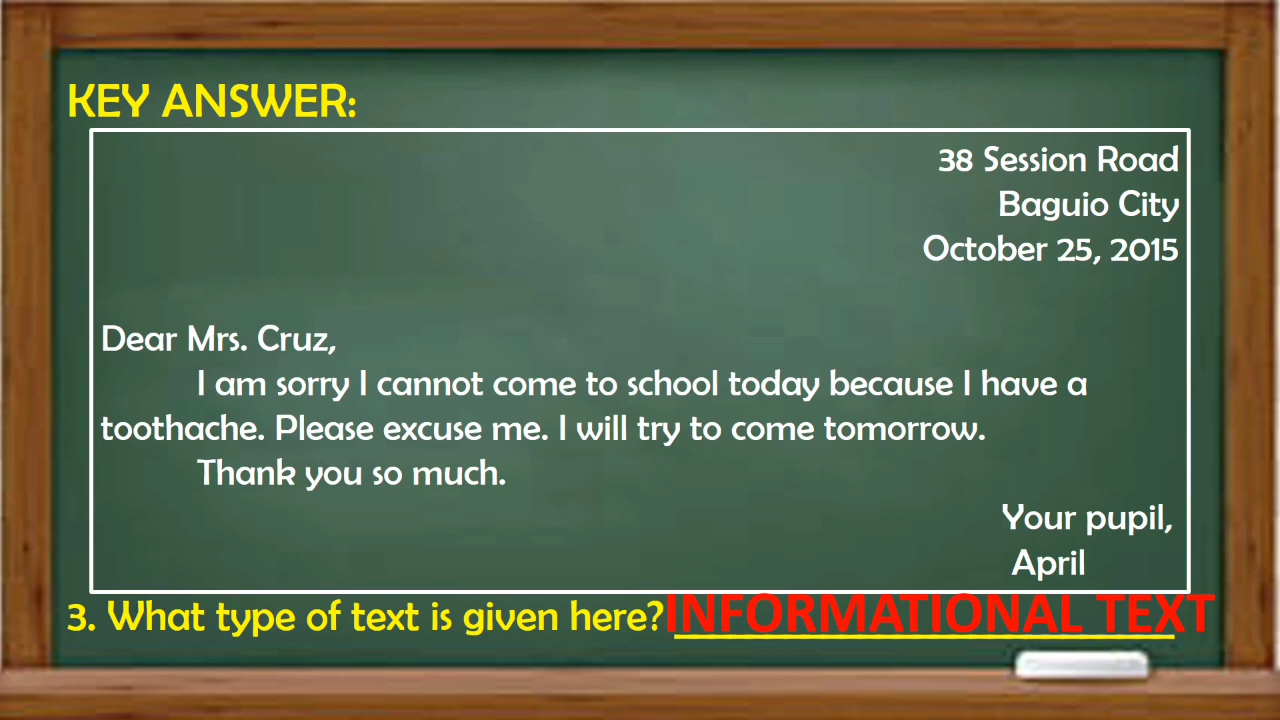 KEY ANSWER:
38 Session Road
Baguio City
October 25, 2015
Dear Mrs. Cruz,
I am sorry I cannot come to school today because I have a
toothache. Please excuse me. I will try to come tomorrow.
Thank you so much.
Your pupil,
April
3. What type of text is given here? INFORMATIONAL TEXT